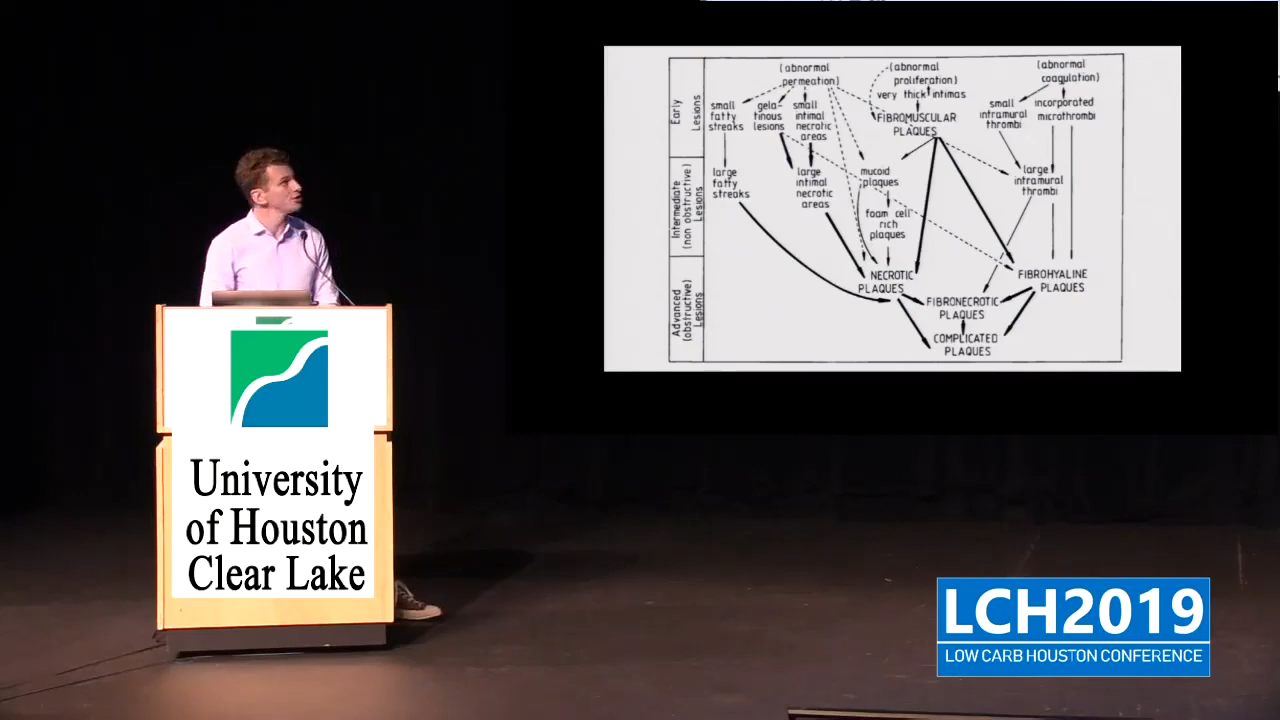 University
of Houston
Clear Lake
Early
Lesions
Intermediate
(non obstructive)
Lesions
Advanced
(obstructive)
Lesions
(abnormal
permeation)
(abnormal
proliferation)
very thick intimas
(abnormal
coagulation)
small
fatty
streaks
gela-
tinous
lesions
small
intimal
necrotic
areas
FIBROMUSCULAR
PLAQUES
small
intramural
thrombi
incorporated
microthrombi
large
fatty
streaks
large
intimal
necrotic
areas
mucoid
plaques
foam cell
rich
plaques
large
intramural
thrombi
NECROTIC
PLAQUES
FIBROHYALINE
PLAQUES
FIBRONECROTIC
PLAQUES
COMPLICATED
PLAQUES
LCH2019
LOW CARB HOUSTON CONFERENCE